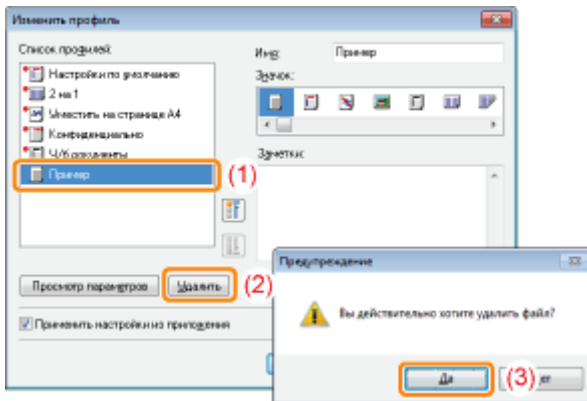 Изменить профиль
Список профилей:
Настройки по умолчанию
2 на 1
Уместить на странице A4
Конфиденциально
Ч/б документы
Пример
(1)
Имя:
Пример
Значок:
Заметки:
Просмотр параметров
Удалить
(2)
Применить настройки из приложения
Предупреждение
Вы действительно хотите удалить файл?
Да
(3)
ет